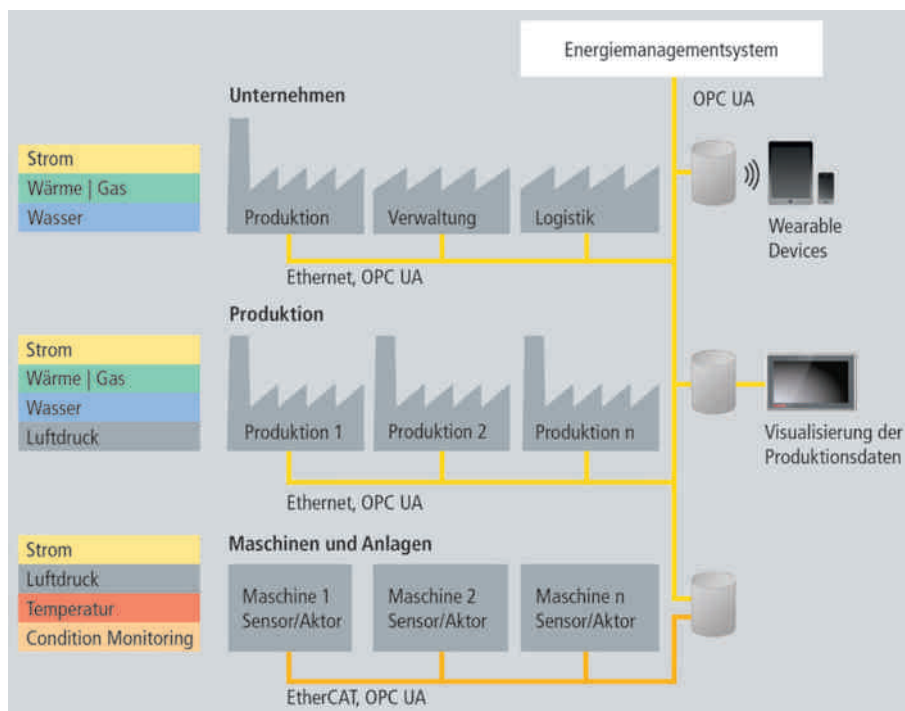 Energiemanagementsystem
OPC UA
Unternehmen
Strom
Wärme | Gas
Wasser
Produktion
Verwaltung
Logistik
Ethernet, OPC UA
Wearable
Devices
Produktion
Strom
Wärme | Gas
Wasser
Luftdruck
Produktion 1
Produktion 2
Produktion n
Ethernet, OPC UA
Visualisierung der
Produktionsdaten
Maschinen und Anlagen
Strom
Luftdruck
Temperatur
Condition Monitoring
Maschine 1
Sensor/Aktor
Maschine 2
Sensor/Aktor
Maschine n
Sensor/Aktor
EtherCAT, OPC UA